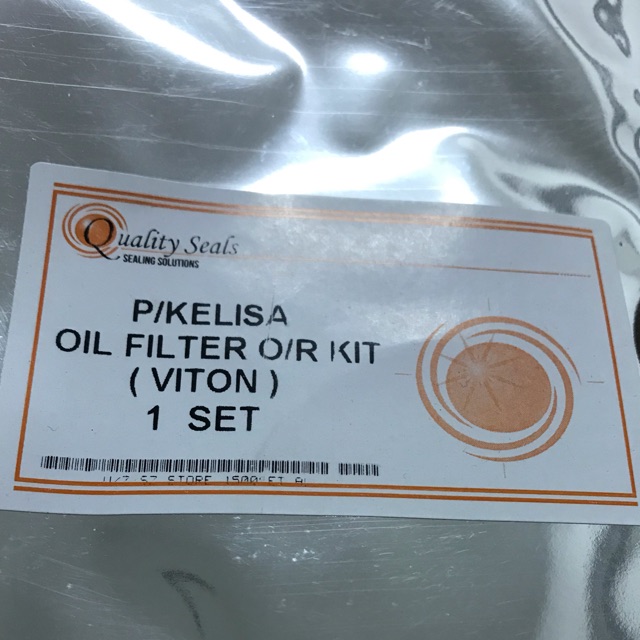 Quality Seals
SEALING SOLUTIONS
P/KELISA
OIL FILTER O/R KIT
( VITON )
1 SET